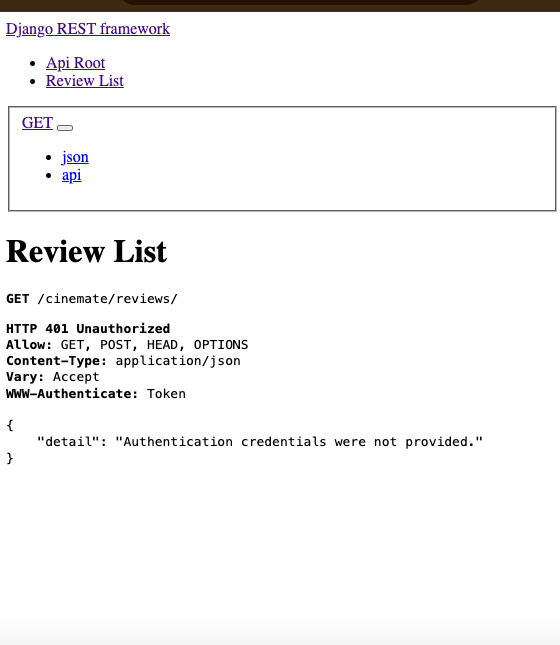 Django REST framework
Api Root
Review List
GET
json
api
Review List
GET /cinemate/reviews/
HTTP 401 Unauthorized
Allow: GET, POST, HEAD, OPTIONS
Content-Type: application/json
Vary: Accept
WWW-Authenticate: Token
{
    "detail": "Authentication credentials were not provided."
}